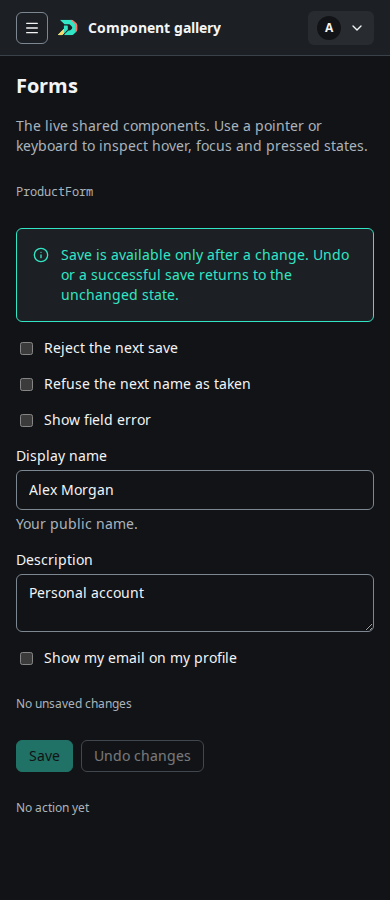 Component gallery
A
Forms
The live shared components. Use a pointer or
keyboard to inspect hover, focus and pressed states.
ProductForm
Save is available only after a change. Undo
or a successful save returns to the
unchanged state.
Reject the next save
Refuse the next name as taken
Show field error
Display name
Alex Morgan
Your public name.
Description
Personal account
Show my email on my profile
No unsaved changes
Save
Undo changes
No action yet